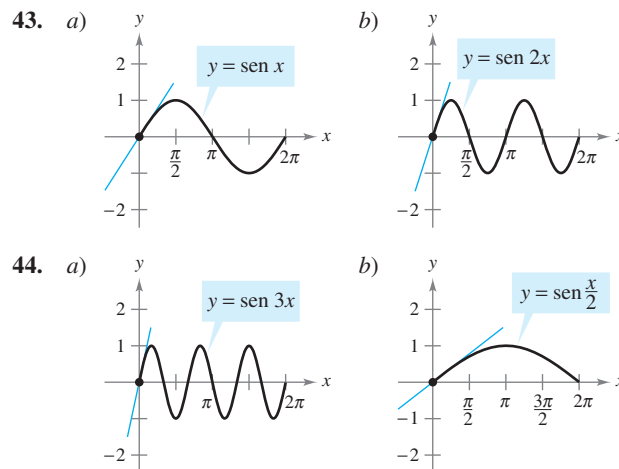 43. a) y b) y
y = sen x y = sen 2x
2 2
1 1
x x
π/2 π 2π π/2 π 2π
−2 −2
44. a) y b) y
y = sen 3x y = sen x/2
2 2
1 1
x x
π 2π π/2 π 3π/2 2π
−1
−2 −2